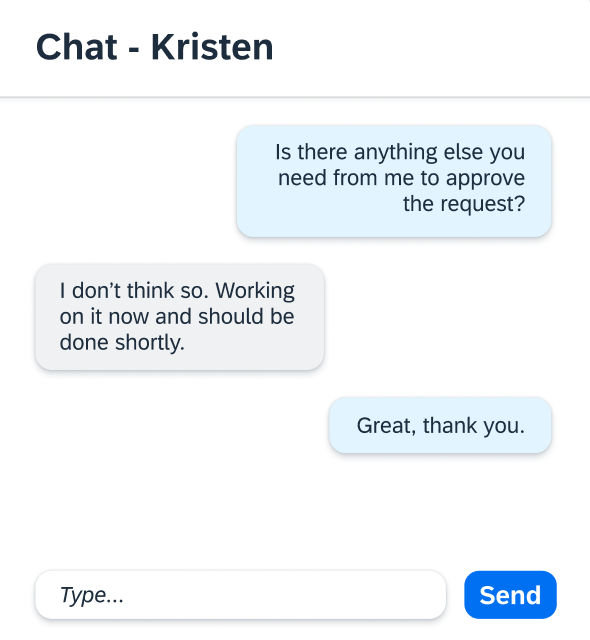 Chat - Kristen
Is there anything else you
need from me to approve
the request?
I don’t think so. Working
on it now and should be
done shortly.
Great, thank you.
Type...
Send